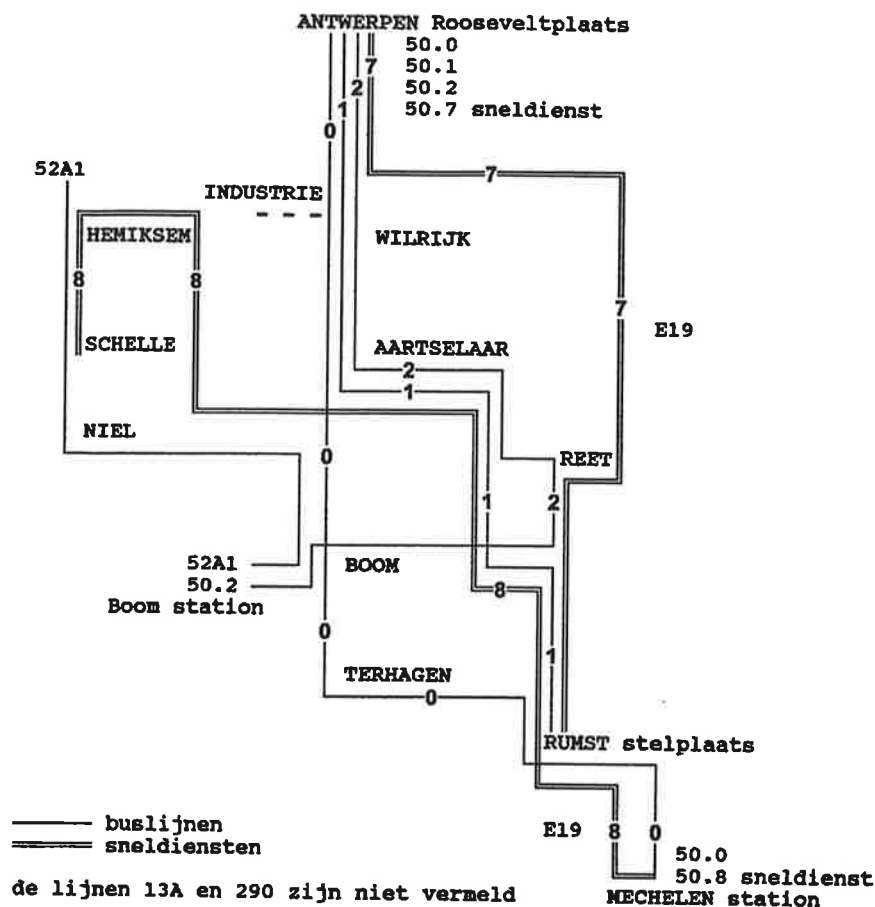 ANTWERPEN Rooseveltplaats
50.0
50.1
50.2
50.7 sneldienst
7
2
1
0
52A1
7
INDUSTRIE
HEMIKSEM
WILRIJK
8
8
7
E19
SCHELLE
AARTSELAAR
2
1
NIEL
0
REET
1
2
52A1
50.2
Boom station
BOOM
8
0
1
TERHAGEN
0
RUMST stelplaats
buslijnen
sneldiensten
E19
8
0
50.0
50.8 sneldienst
MECHELEN station
de lijnen 13A en 290 zijn niet vermeld